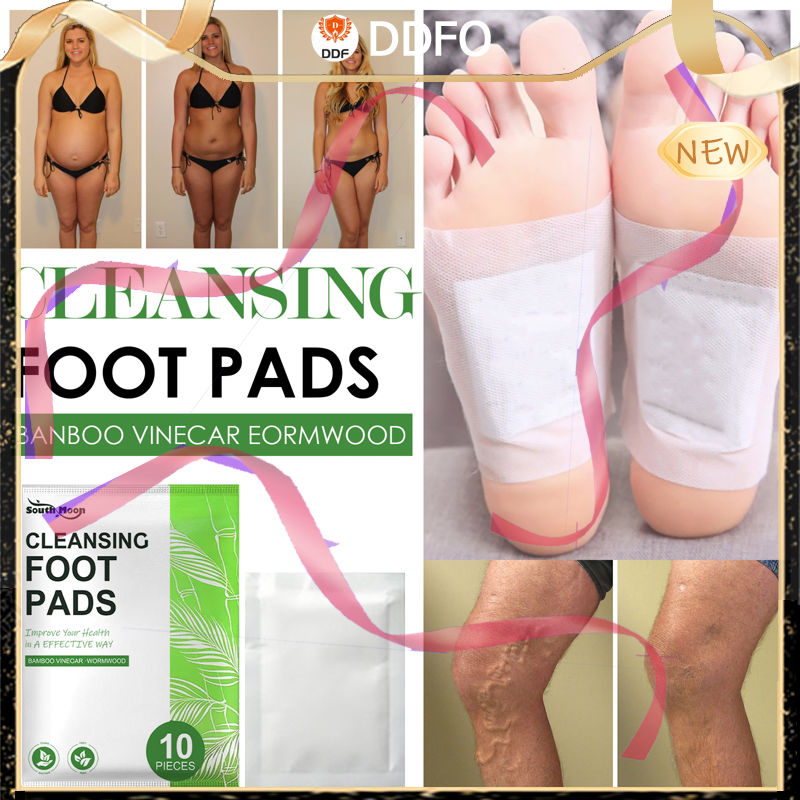 DDF
DDFO
NEW
CLEANSING
FOOT PADS
BANBOO VINECAR EORMWOOD
South Moon
CLEANSING
FOOT
PADS
Improve Your Health
in A EFFECTIVE WAY
BAMBOO VINEGAR ·WORMWOOD
10
PIECES